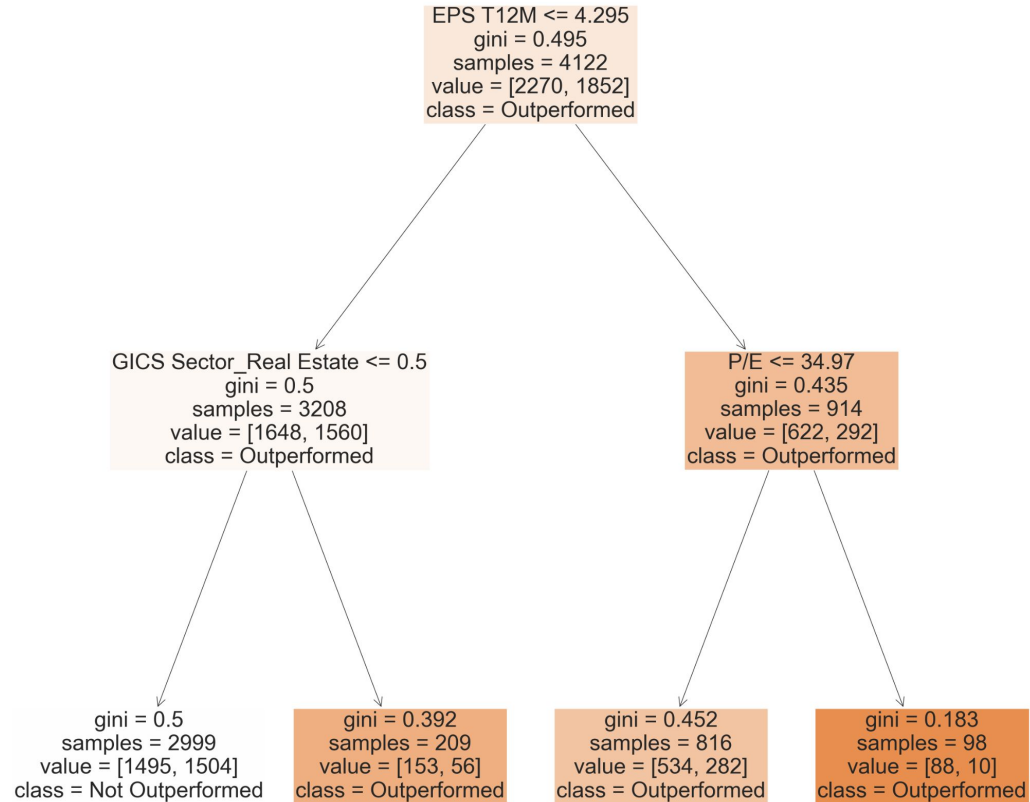 EPS T12M <= 4.295
gini = 0.495
samples = 4122
value = [2270, 1852]
class = Outperformed
GICS Sector_Real Estate <= 0.5
gini = 0.5
samples = 3208
value = [1648, 1560]
class = Outperformed
P/E <= 34.97
gini = 0.435
samples = 914
value = [622, 292]
class = Outperformed
gini = 0.5
samples = 2999
value = [1495, 1504]
class = Not Outperformed
gini = 0.392
samples = 209
value = [153, 56]
class = Outperformed
gini = 0.452
samples = 816
value = [534, 282]
class = Outperformed
gini = 0.183
samples = 98
value = [88, 10]
class = Outperformed